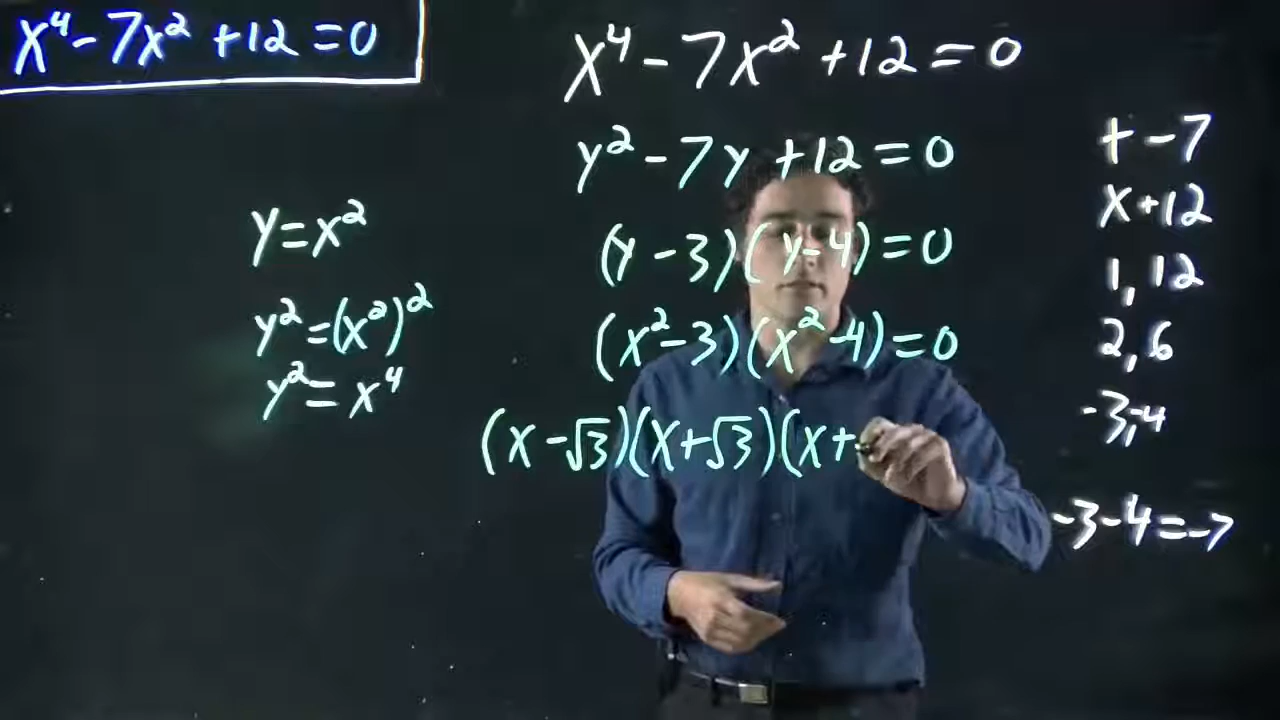 x⁴ - 7x² + 12 = 0
x⁴ - 7x² + 12 = 0
y² - 7y + 12 = 0
(y - 3)(y - 4) = 0
(x² - 3)(x² - 4) = 0
(x - √3)(x + √3)(x +
y = x²
y² = (x²)²
y² = x⁴
+ -7
x +12
1, 12
2, 6
-3,-4
-3 - 4 = -7